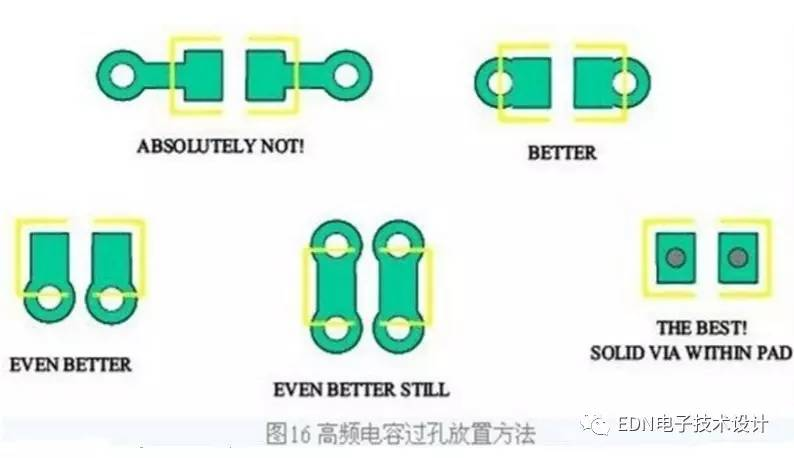 ABSOLUTELY NOT!
BETTER
EVEN BETTER
EVEN BETTER STILL
THE BEST!
SOLID VIA WITHIN PAD
图16 高频电容过孔放置方法
EDN电子技术设计